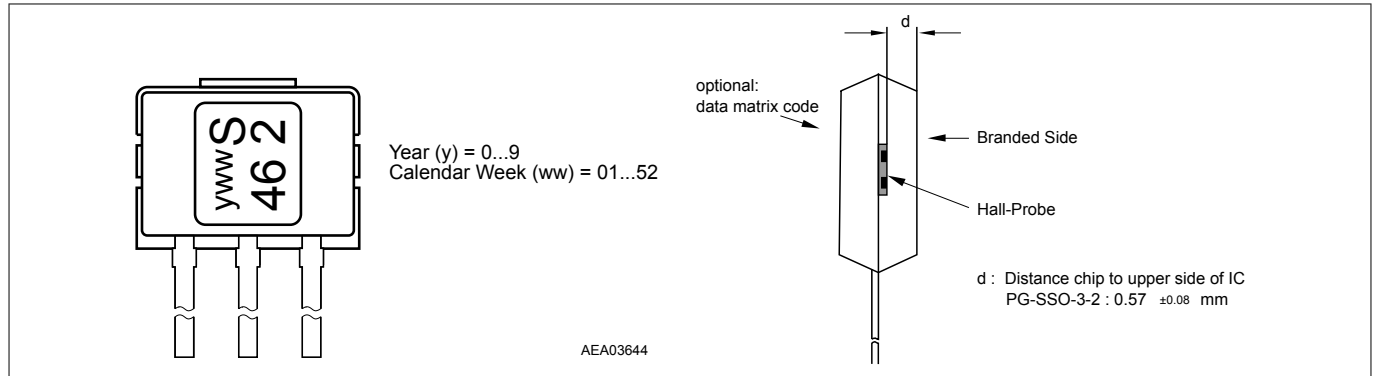 ywwS
46 2
Year (y) = 0...9
Calendar Week (ww) = 01...52
AEA03644
d
optional:
data matrix code
Branded Side
Hall-Probe
d : Distance chip to upper side of IC
PG-SSO-3-2 : 0.57 ±0.08 mm